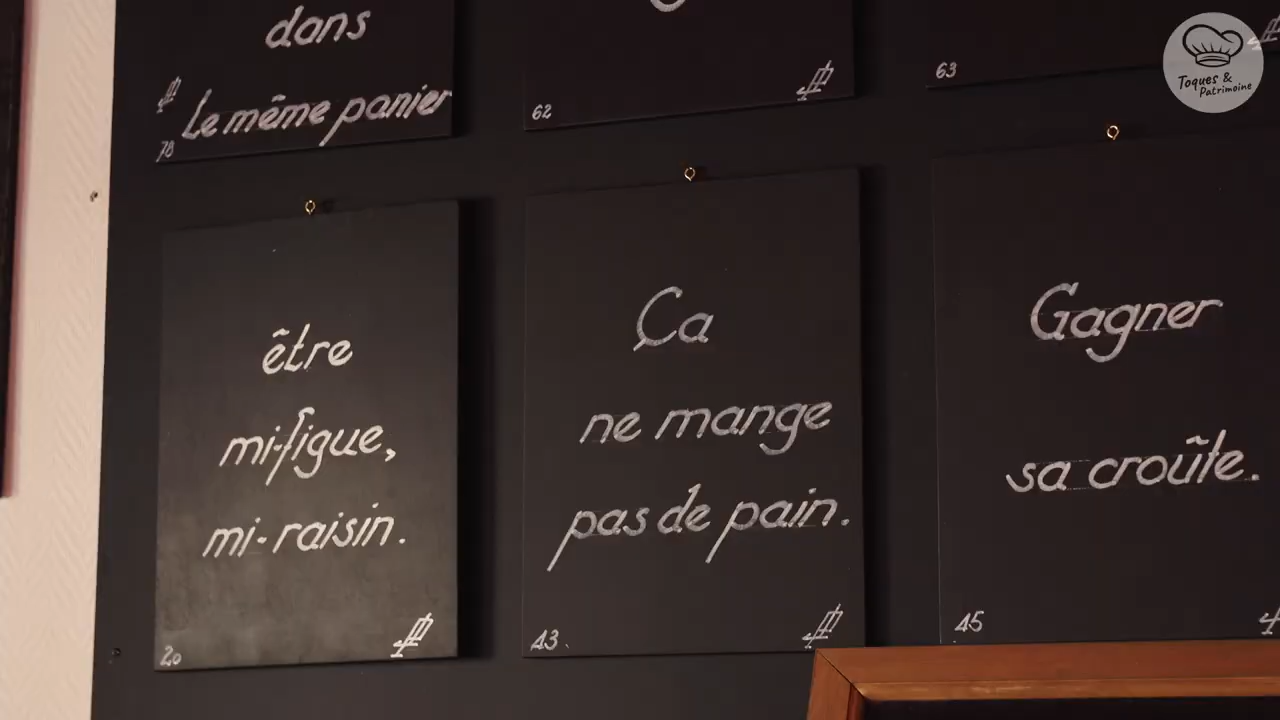 dans
Le même panier
78
62
63
Toques &
Patrimoine
être
mi-figue,
mi-raisin.
20
Ca
ne mange
pas de pain.
43.
Gagner
sa croûte.
45